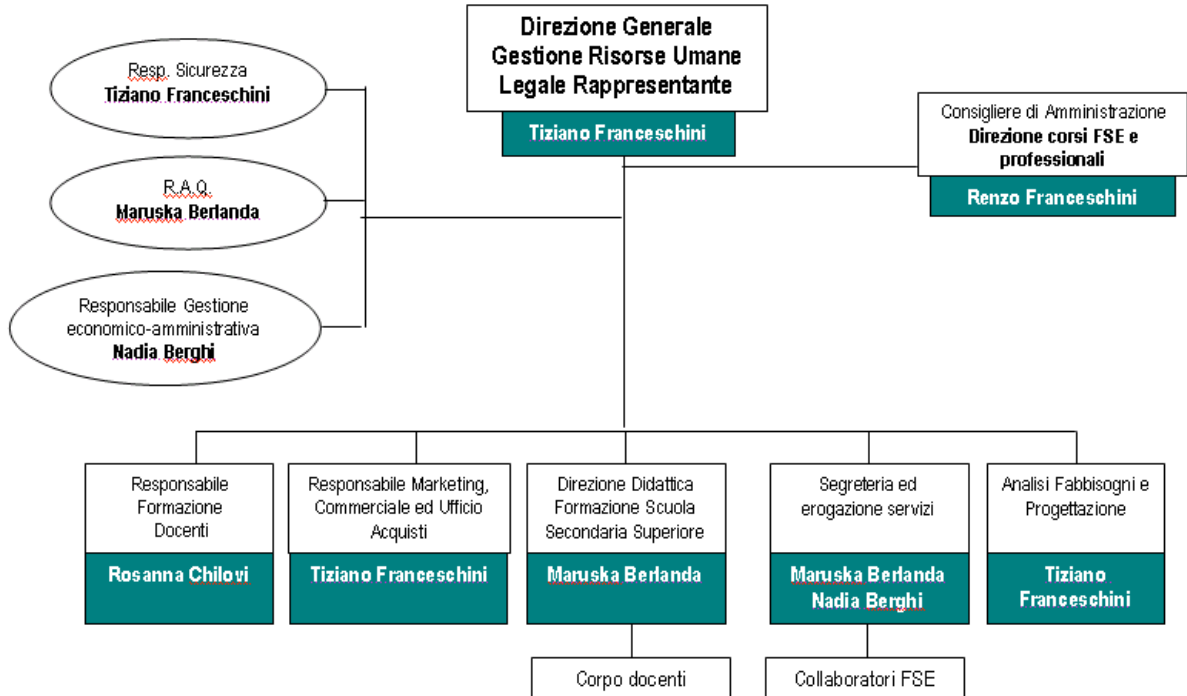 Direzione Generale
Gestione Risorse Umane
Legale Rappresentante
Tiziano Franceschini
Resp. Sicurezza
Tiziano Franceschini
R.A.Q.
Maruska Berlanda
Responsabile Gestione
economico-amministrativa
Nadia Berghi
Consigliere di Amministrazione
Direzione corsi FSE e
professionali
Renzo Franceschini
Responsabile
Formazione
Docenti
Rosanna Chilovi
Responsabile Marketing,
Commerciale ed Ufficio
Acquisti
Tiziano Franceschini
Direzione Didattica
Formazione Scuola
Secondaria Superiore
Maruska Berlanda
Segreteria ed
erogazione servizi
Maruska Berlanda
Nadia Berghi
Analisi Fabbisogni e
Progettazione
Tiziano
Franceschini
Corpo docenti
Collaboratori FSE